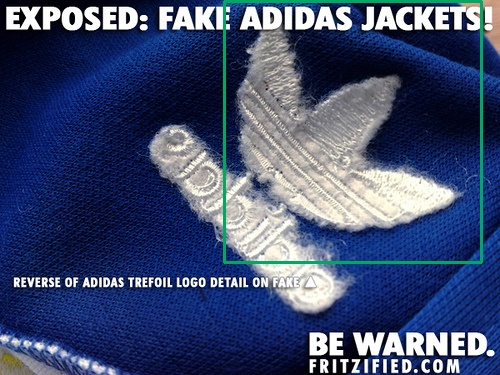 EXPOSED: FAKE ADIDAS JACKETS!
REVERSE OF ADIDAS TREFOIL LOGO DETAIL ON FAKE
BE WARNED.
FRITZIFIED.COM